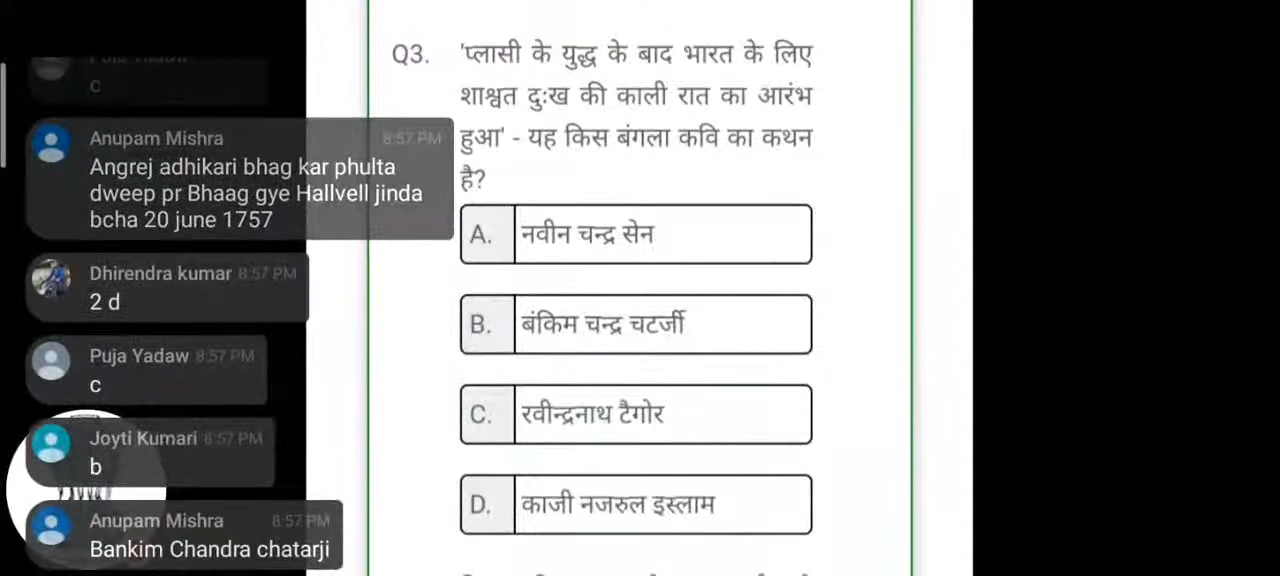 c
Anupam Mishra 8:57 PM
Angrej adhikari bhag kar phulta
dweep pr Bhaag gye Hallvell jinda
bcha 20 june 1757
Dhirendra kumar 8:57 PM
2 d
Puja Yadaw 8:57 PM
c
Joyti Kumari 8:57 PM
b
Anupam Mishra 8:57 PM
Bankim Chandra chatarji
Q3. 'प्लासी के युद्ध के बाद भारत के लिए
शाश्वत दुःख की काली रात का आरंभ
हुआ' - यह किस बंगला कवि का कथन
है?
A. नवीन चन्द्र सेन
B. बंकिम चन्द्र चटर्जी
C. रवीन्द्रनाथ टैगोर
D. काजी नजरुल इस्लाम